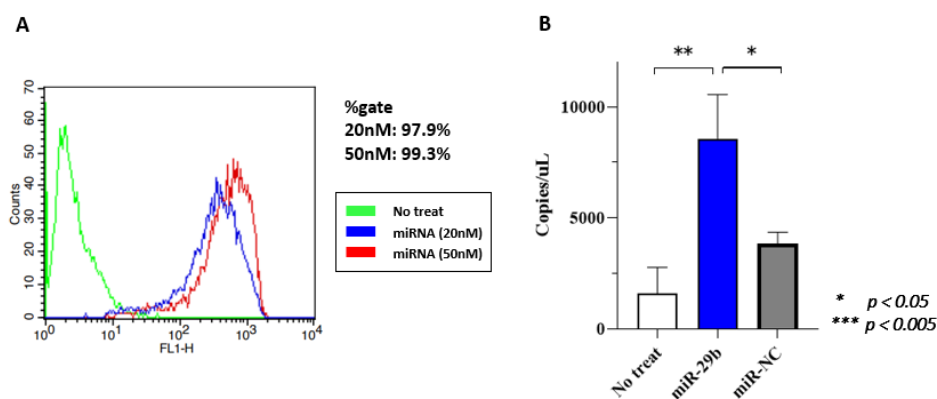 A
70
60
50
40
30
20
10
0
Counts
10⁰ 10¹ 10² 10³ 10⁴
FL1-H
%gate
20nM: 97.9%
50nM: 99.3%
No treat
miRNA (20nM)
miRNA (50nM)
B
** *
10000
5000
0
Copies/uL
No treat
miR-29b
miR-NC
* p < 0.05
*** p < 0.005